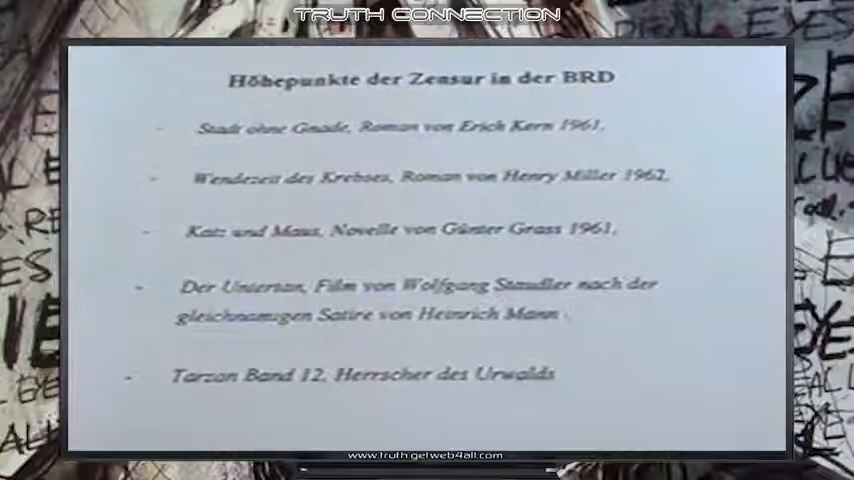 TRUTH CONNECTION
Höhepunkte der Zensur in der BRD
- Stadt ohne Gnade, Roman von Erich Kern 1961,
- Wendezeit des Krebses, Roman von Henry Miller 1962,
- Katz und Maus, Novelle von Günter Grass 1961,
- Der Untertan, Film von Wolfgang Staudler nach der
gleichnamigen Satire von Heinrich Mann .
- Tarzan Band 12, Herrscher des Urwalds
www.truth.getweb4all.com